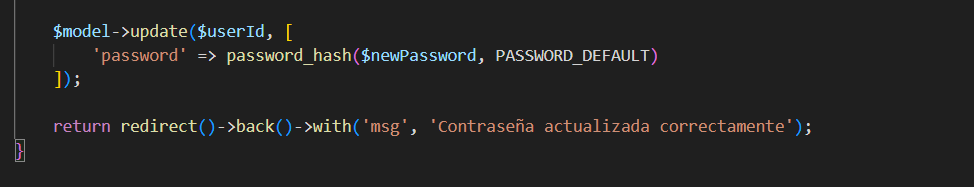 $model->update($userId, [
'password' => password_hash($newPassword, PASSWORD_DEFAULT)
]);
return redirect()->back()->with('msg', 'Contraseña actualizada correctamente');
}